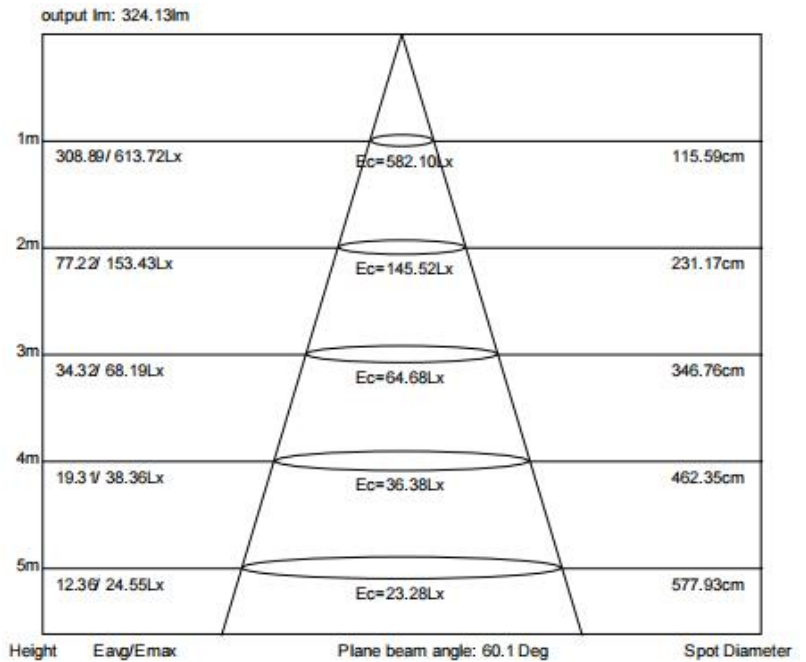 output lm: 324.13lm
1m
308.89/ 613.72Lx
Ec=582.10Lx
115.59cm
2m
77.22/ 153.43Lx
Ec=145.52Lx
231.17cm
3m
34.32/ 68.19Lx
Ec=64.68Lx
346.76cm
4m
19.31/ 38.36Lx
Ec=36.38Lx
462.35cm
5m
12.36/ 24.55Lx
Ec=23.28Lx
577.93cm
Height Eavg/Emax Plane beam angle: 60.1 Deg Spot Diameter